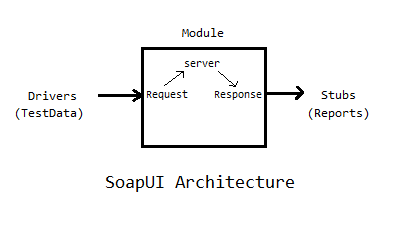 Module
server
Drivers
(TestData)
Request
Response
Stubs
(Reports)
SoapUI Architecture